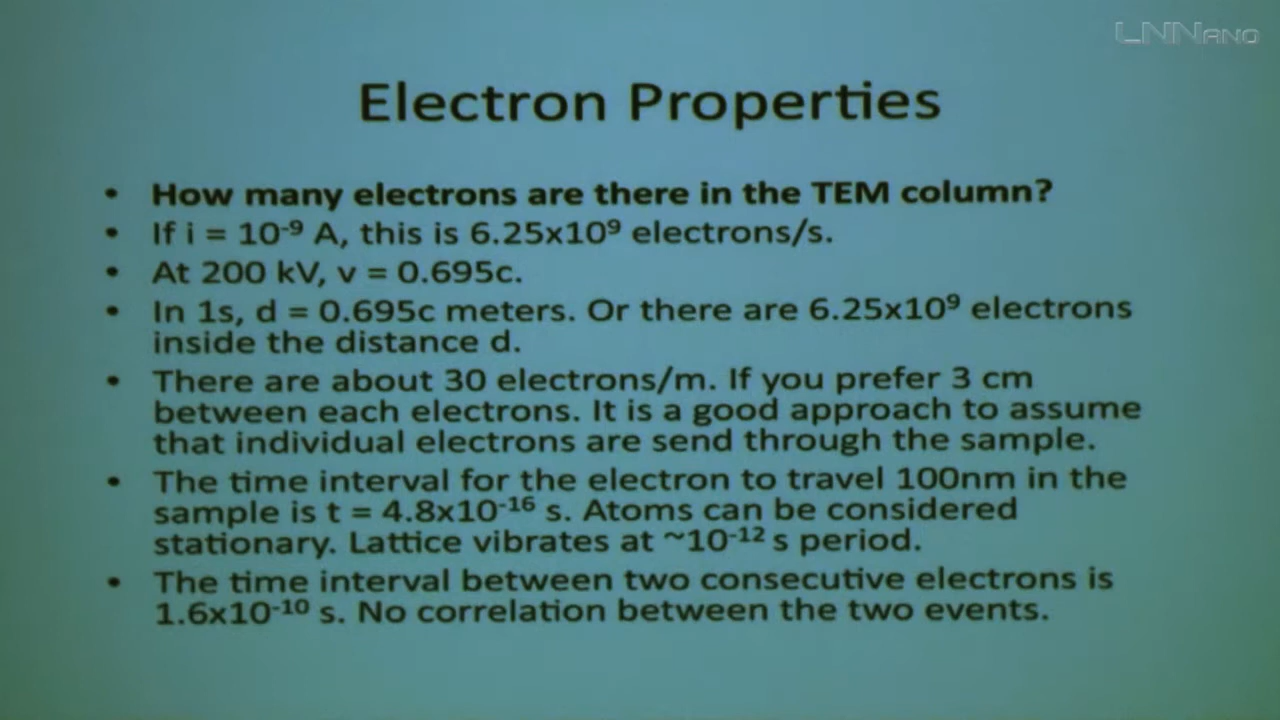 LNNano
Electron Properties
• How many electrons are there in the TEM column?
• If i = 10⁻⁹ A, this is 6.25x10⁹ electrons/s.
• At 200 kV, v = 0.695c.
• In 1s, d = 0.695c meters. Or there are 6.25x10⁹ electrons
inside the distance d.
• There are about 30 electrons/m. If you prefer 3 cm
between each electrons. It is a good approach to assume
that individual electrons are send through the sample.
• The time interval for the electron to travel 100nm in the
sample is t = 4.8x10⁻¹⁶ s. Atoms can be considered
stationary. Lattice vibrates at ~10⁻¹² s period.
• The time interval between two consecutive electrons is
1.6x10⁻¹⁰ s. No correlation between the two events.